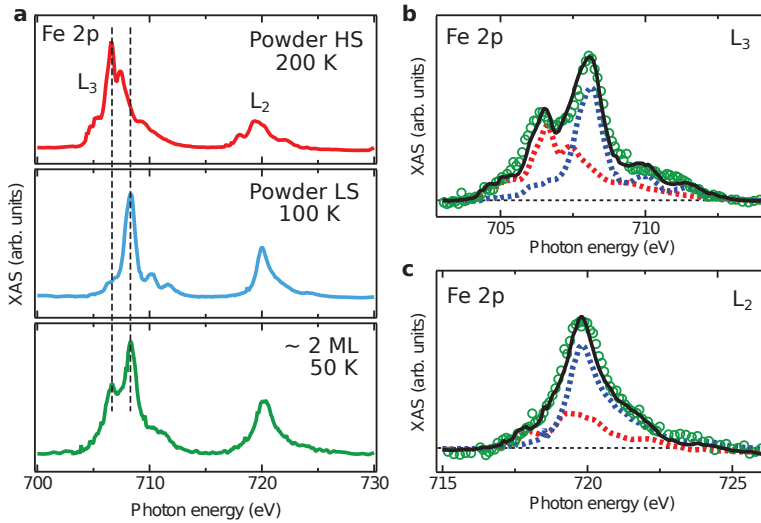 a
Fe 2p
Powder HS
200 K
L3
L2
Powder LS
100 K
~ 2 ML
50 K
XAS (arb. units)
700
710
720
730
Photon energy (eV)
b
Fe 2p
L3
XAS (arb. units)
705
710
Photon energy (eV)
c
Fe 2p
L2
XAS (arb. units)
715
720
725
Photon energy (eV)